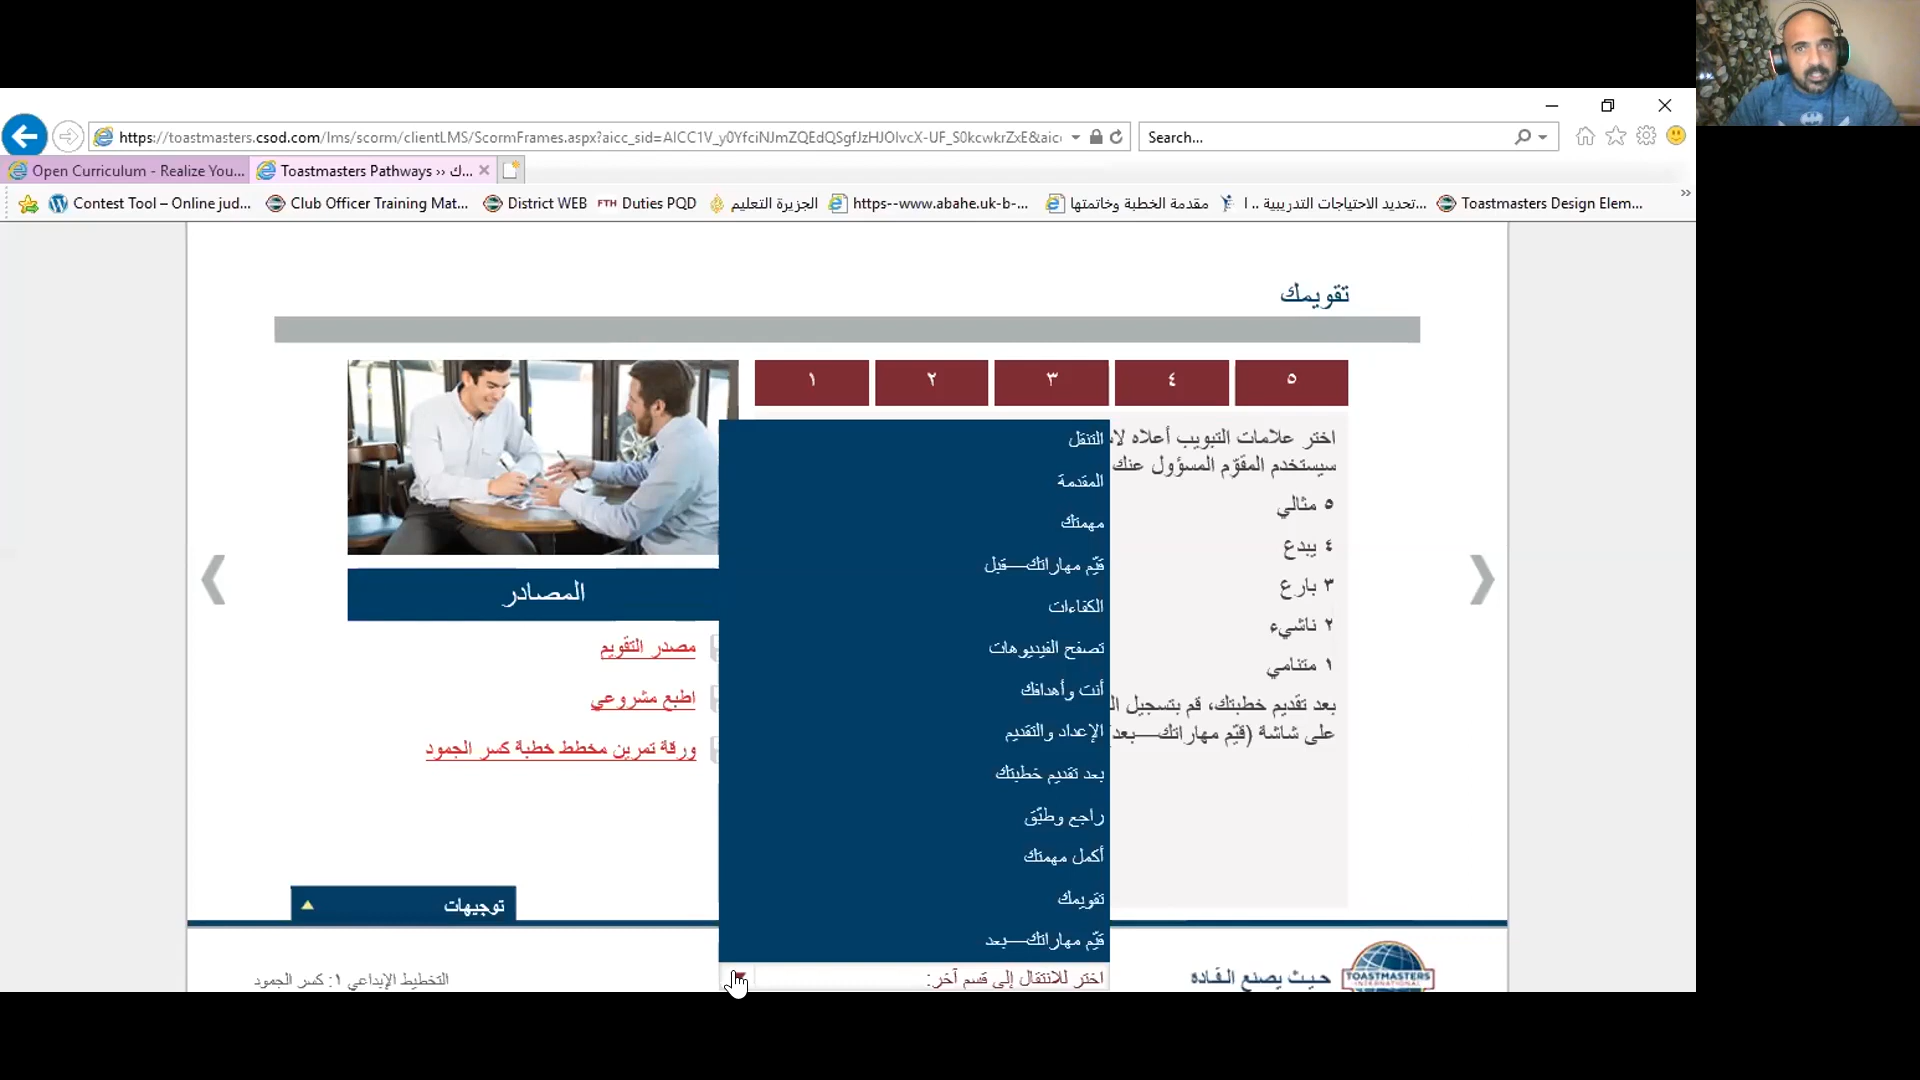 https://toastmasters.csod.com/lms/scorm/clientLMS/ScormFrames.aspx?aicc_sid=AICC1V_y0YfciNJmZQEdQSgfJzHJOIvcX-UF_S0kcwkrZxE&aicc
Search...
Open Curriculum - Realize You...
Toastmasters Pathways ›› ك...
Contest Tool – Online jud...
Club Officer Training Mat...
District WEB
FTH Duties PQD
الجزيرة التعليم
https--www.abahe.uk-b-...
مقدمة الخطبة وخاتمتها
تحديد الاحتياجات التدريبية .. ا...
Toastmasters Design Elem...
تقويمك
١ ٢ ٣ ٤ ٥
اختر علامات التبويب أعلاه
سيستخدم المقوّم المسؤول عنك
٥ مثالي
٤ يبدع
٣ بارع
٢ ناشيء
١ متنامي
بعد تقديم خطبتك، قم بتسجيل
على شاشة (قيّم مهاراتك—بعد)
التنقل
المقدمة
مهمتك
قيّم مهاراتك—قبل
الكفاءات
تصفح الفيديوهات
أنت وأهدافك
الإعداد والتقديم
بعد تقديم خطبتك
راجع وطبّق
أكمل مهمتك
تقويمك
قيّم مهاراتك—بعد
اختر للانتقال إلى قسم آخر:
المصادر
مصدر التقويم
اطبع مشروعي
ورقة تمرين مخطط خطبة كسر الجمود
توجيهات
التخطيط الإبداعي ١: كسر الجمود
حيث يصنع القادة
TOASTMASTERS
INTERNATIONAL